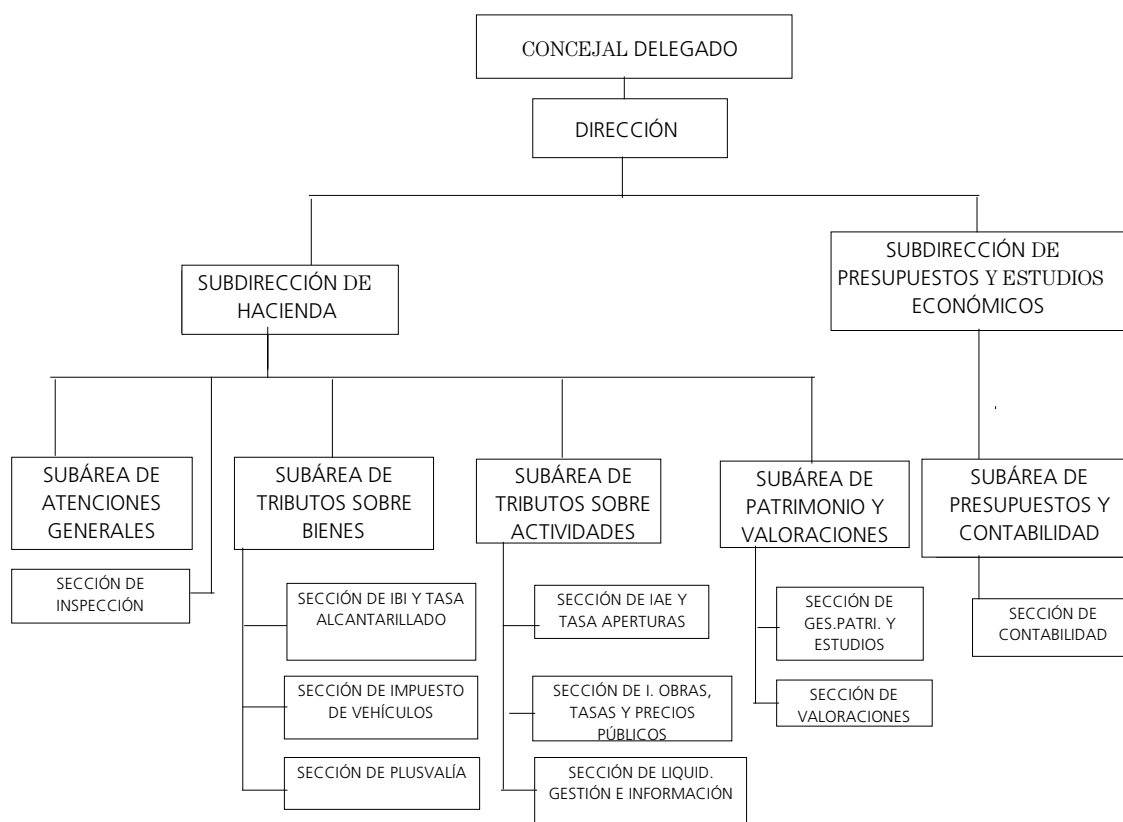 CONCEJAL DELEGADO
DIRECCIÓN
SUBDIRECCIÓN DE
HACIENDA
SUBDIRECCIÓN DE
PRESUPUESTOS Y ESTUDIOS
ECONÓMICOS
SUBÁREA DE
ATENCIONES
GENERALES
SUBÁREA DE
TRIBUTOS SOBRE
BIENES
SUBÁREA DE
TRIBUTOS SOBRE
ACTIVIDADES
SUBÁREA DE
PATRIMONIO Y
VALORACIONES
SUBÁREA DE
PRESUPUESTOS Y
CONTABILIDAD
SECCIÓN DE
INSPECCIÓN
SECCIÓN DE IBI Y TASA
ALCANTARILLADO
SECCIÓN DE IAE Y
TASA APERTURAS
SECCIÓN DE
GES.PATRI. Y
ESTUDIOS
SECCIÓN DE
CONTABILIDAD
SECCIÓN DE IMPUESTO
DE VEHÍCULOS
SECCIÓN DE I. OBRAS,
TASAS Y PRECIOS
PÚBLICOS
SECCIÓN DE
VALORACIONES
SECCIÓN DE PLUSVALÍA
SECCIÓN DE LIQUID.
GESTIÓN E INFORMACIÓN